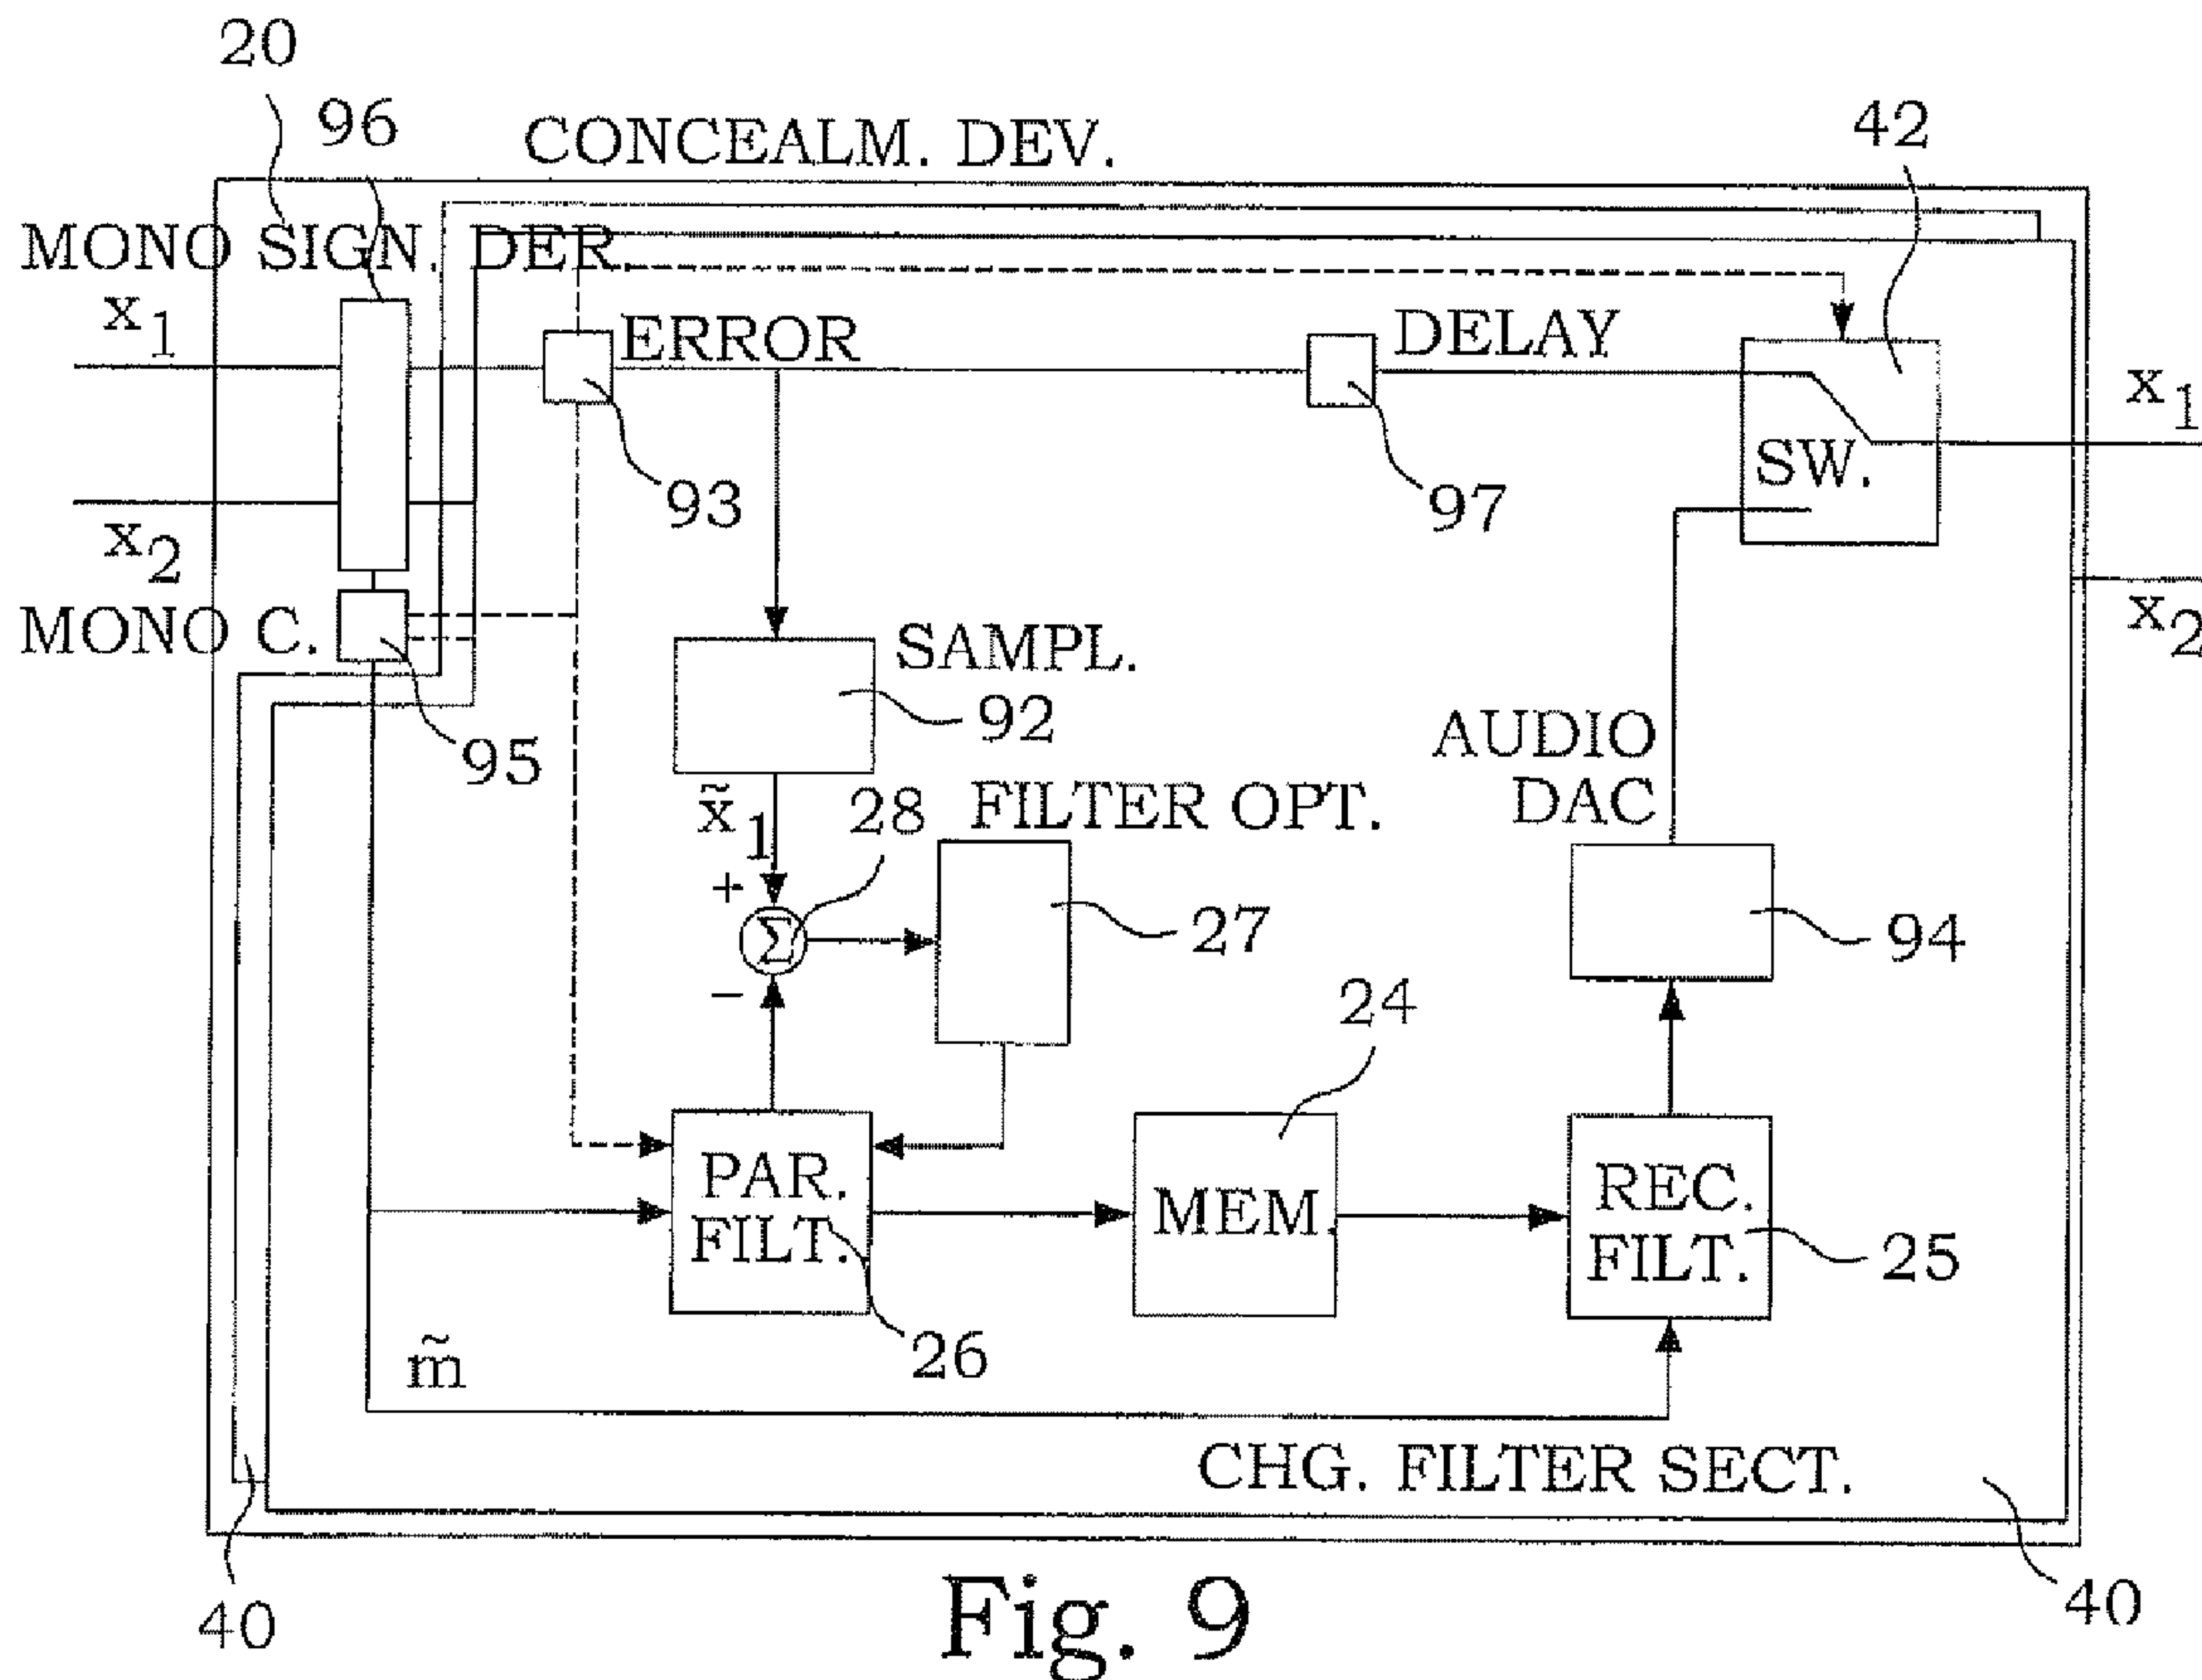 20
96
CONCEALM. DEV.
42
MONO SIGN. DER.
x1
ERROR
DELAY
x1
SW.
93
97
x2
MONO C.
x2
SAMPL.
92
95
AUDIO
DAC
x̃1
28
FILTER OPT.
+
Σ
27
94
−
24
PAR.
FILT.
MEM.
REC.
FILT.
25
26
m̃
CHG. FILTER SECT.
40
40
Fig. 9